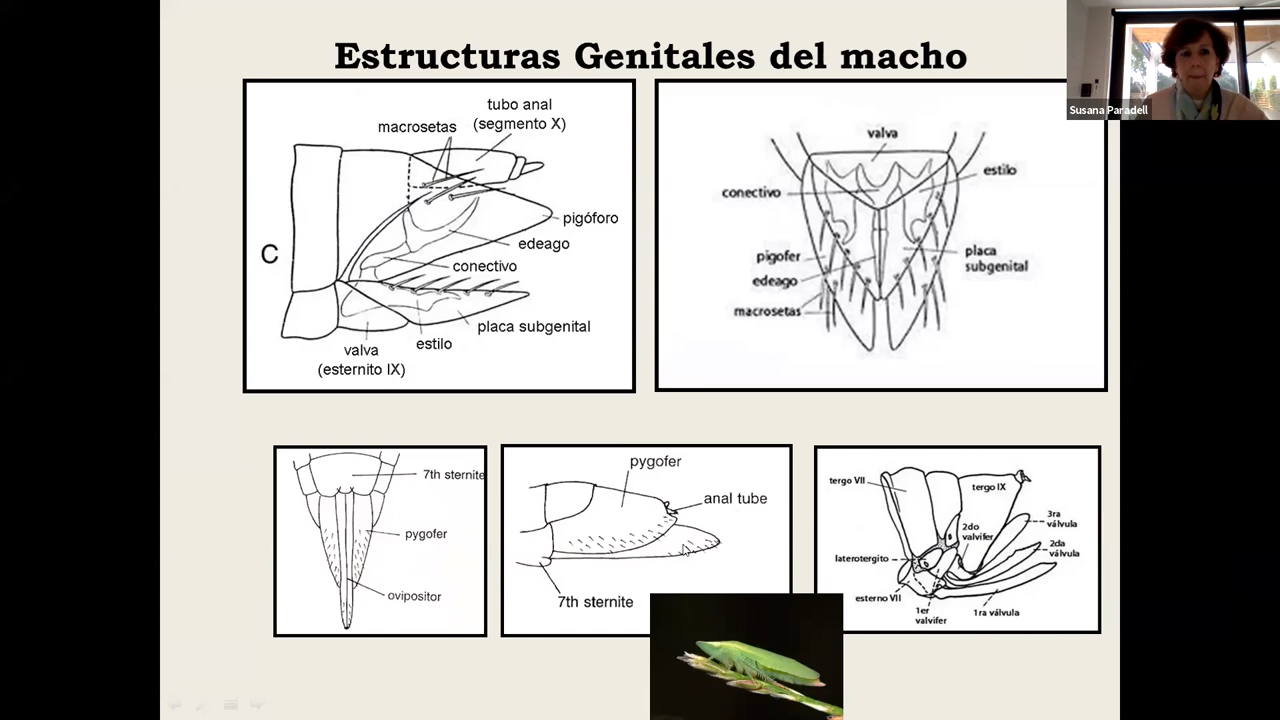 Estructuras Genitales del macho
Susana Paradell
tubo anal
(segmento X)
macrosetas
pigóforo
edeago
conectivo
placa subgenital
estilo
valva
(esternito IX)
C
valva
estilo
conectivo
pigofer
placa
subgenital
edeago
macrosetas
7th sternite
pygofer
ovipositor
pygofer
anal tube
7th sternite
tergo VII
tergo IX
3ra
válvula
2do
valvifer
2da
válvula
laterotergito
esterno VII
1er
valvifer
1ra válvula